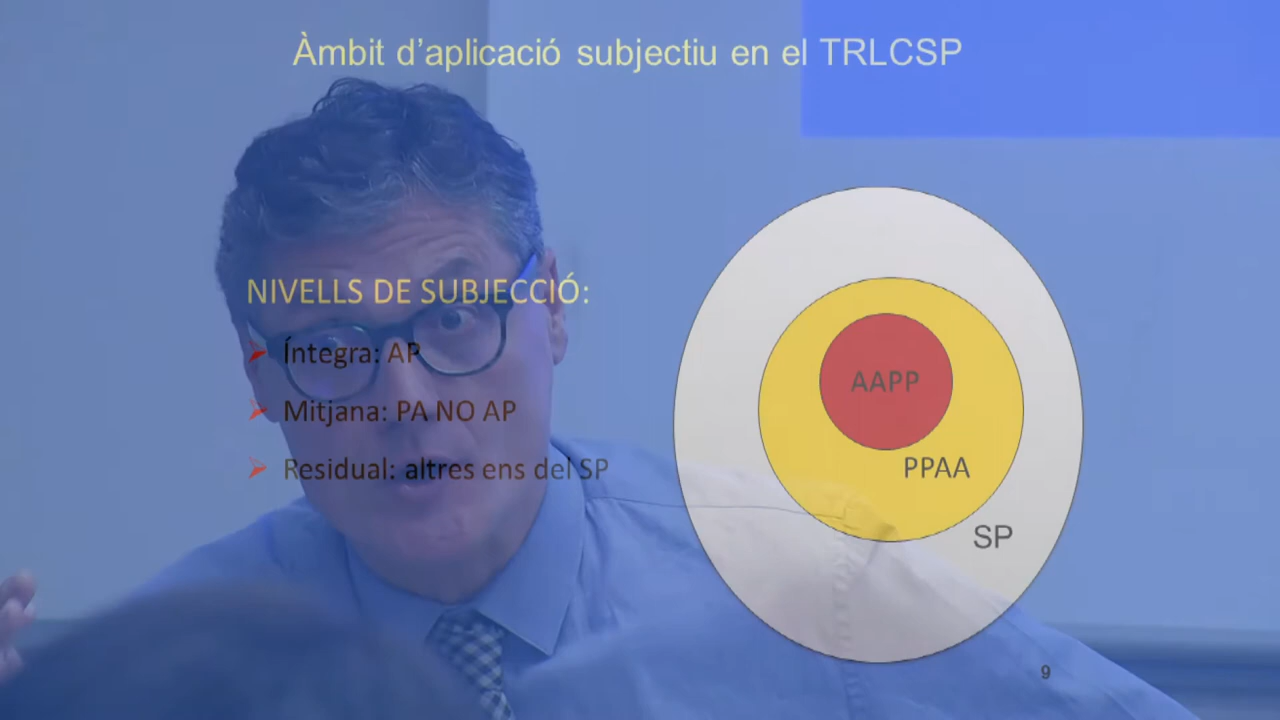 Àmbit d’aplicació subjectiu en el TRLCSP
NIVELLS DE SUBJECCIÓ:
Íntegra: AP
Mitjana: PA NO AP
Residual: altres ens del SP
AAPP
PPAA
SP
9